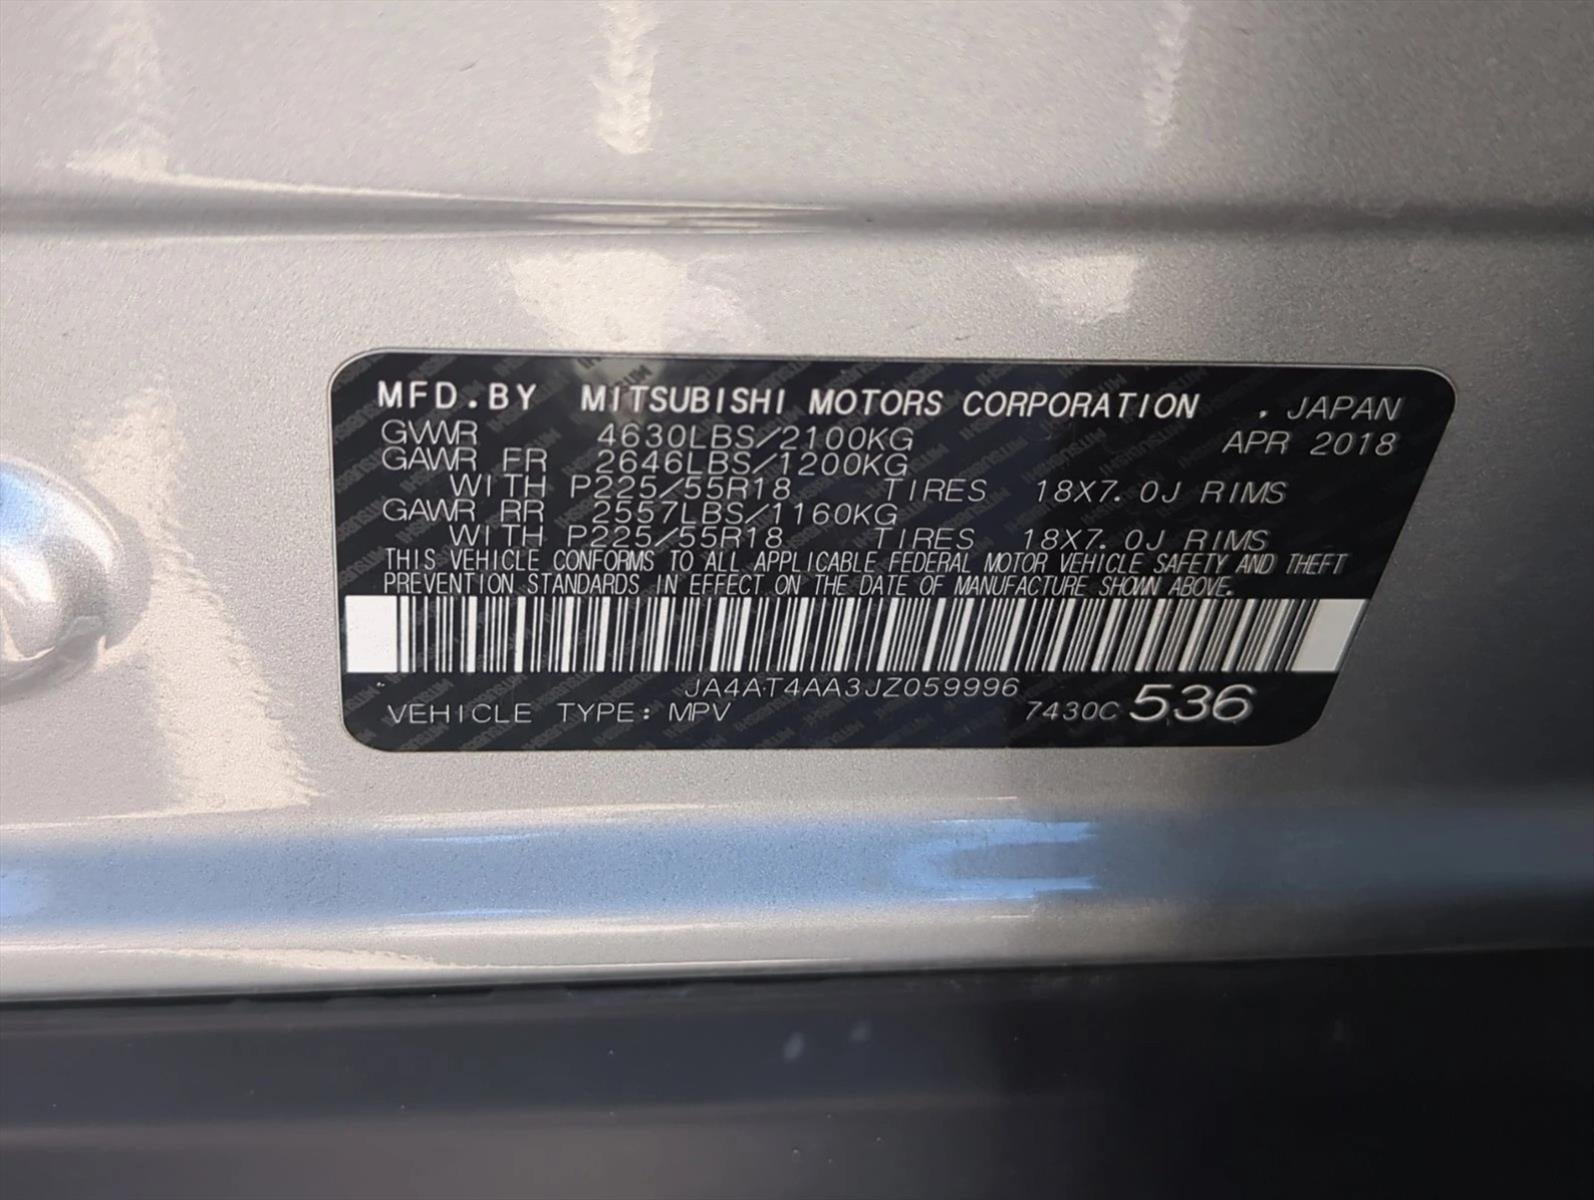 MFD.BY MITSUBISHI MOTORS CORPORATION , JAPAN
GVWR 4630LBS/2100KG APR 2018
GAWR FR 2646LBS/1200KG
WITH P225/55R18 TIRES 18X7.0J RIMS
GAWR RR 2557LBS/1160KG
WITH P225/55R18 TIRES 18X7.0J RIMS
THIS VEHICLE CONFORMS TO ALL APPLICABLE FEDERAL MOTOR VEHICLE SAFETY AND THEFT
PREVENTION STANDARDS IN EFFECT ON THE DATE OF MANUFACTURE SHOWN ABOVE.
JA4AT4AA3JZ059996
VEHICLE TYPE: MPV 7430C 536